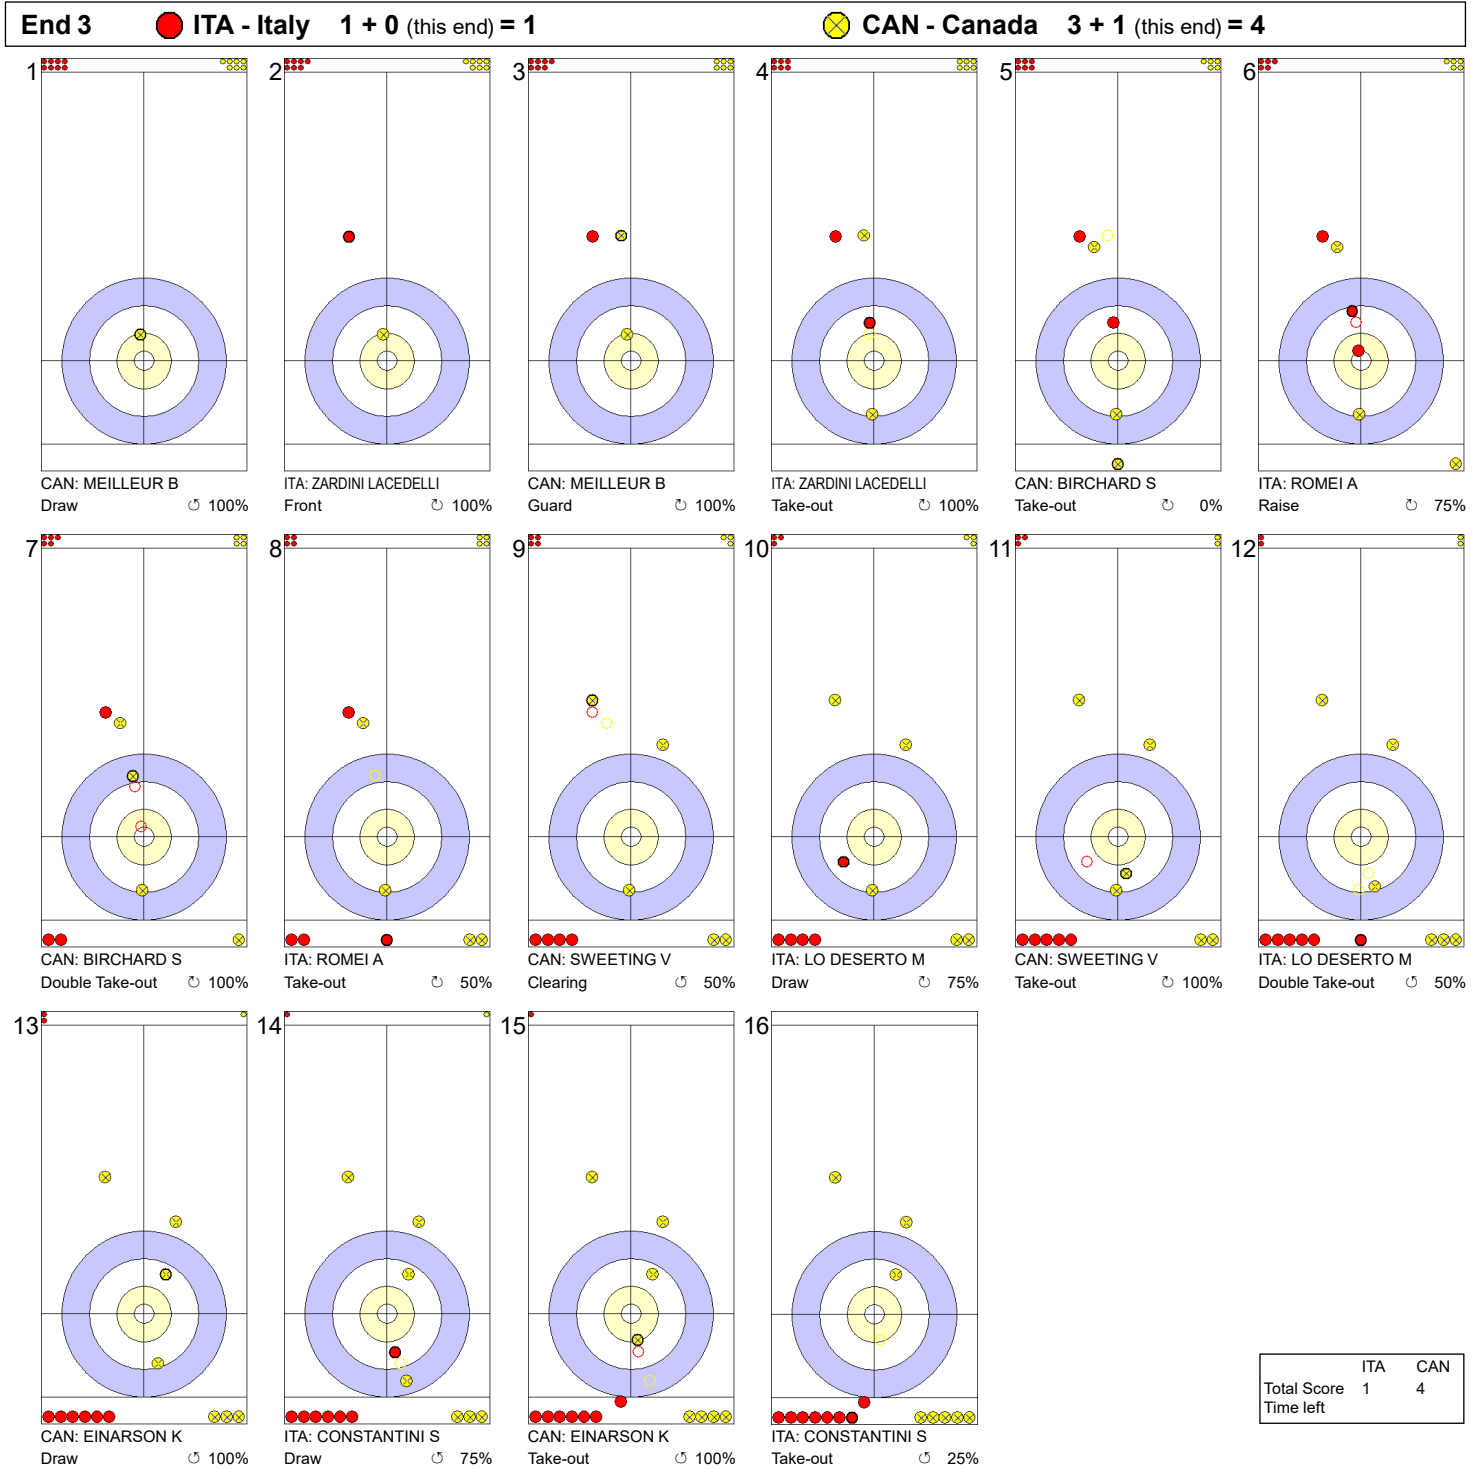 End 3 ITA - Italy 1 + 0 (this end) = 1 CAN - Canada 3 + 1 (this end) = 4
1 2 3 4 5 6
CAN: MEILLEUR B ITA: ZARDINI LACEDELLI CAN: MEILLEUR B ITA: ZARDINI LACEDELLI CAN: BIRCHARD S ITA: ROMEI A
Draw ↻ 100% Front ↻ 100% Guard ↻ 100% Take-out ↻ 100% Take-out ↻ 0% Raise ↻ 75%
7 8 9 10 11 12
CAN: BIRCHARD S ITA: ROMEI A CAN: SWEETING V ITA: LO DESERTO M CAN: SWEETING V ITA: LO DESERTO M
Double Take-out ↻ 100% Take-out ↻ 50% Clearing ↺ 50% Draw ↻ 75% Take-out ↻ 100% Double Take-out ↺ 50%
13 14 15 16
CAN: EINARSON K ITA: CONSTANTINI S CAN: EINARSON K ITA: CONSTANTINI S
Draw ↺ 100% Draw ↺ 75% Take-out ↺ 100% Take-out ↺ 25%
ITA CAN
Total Score 1 4
Time left